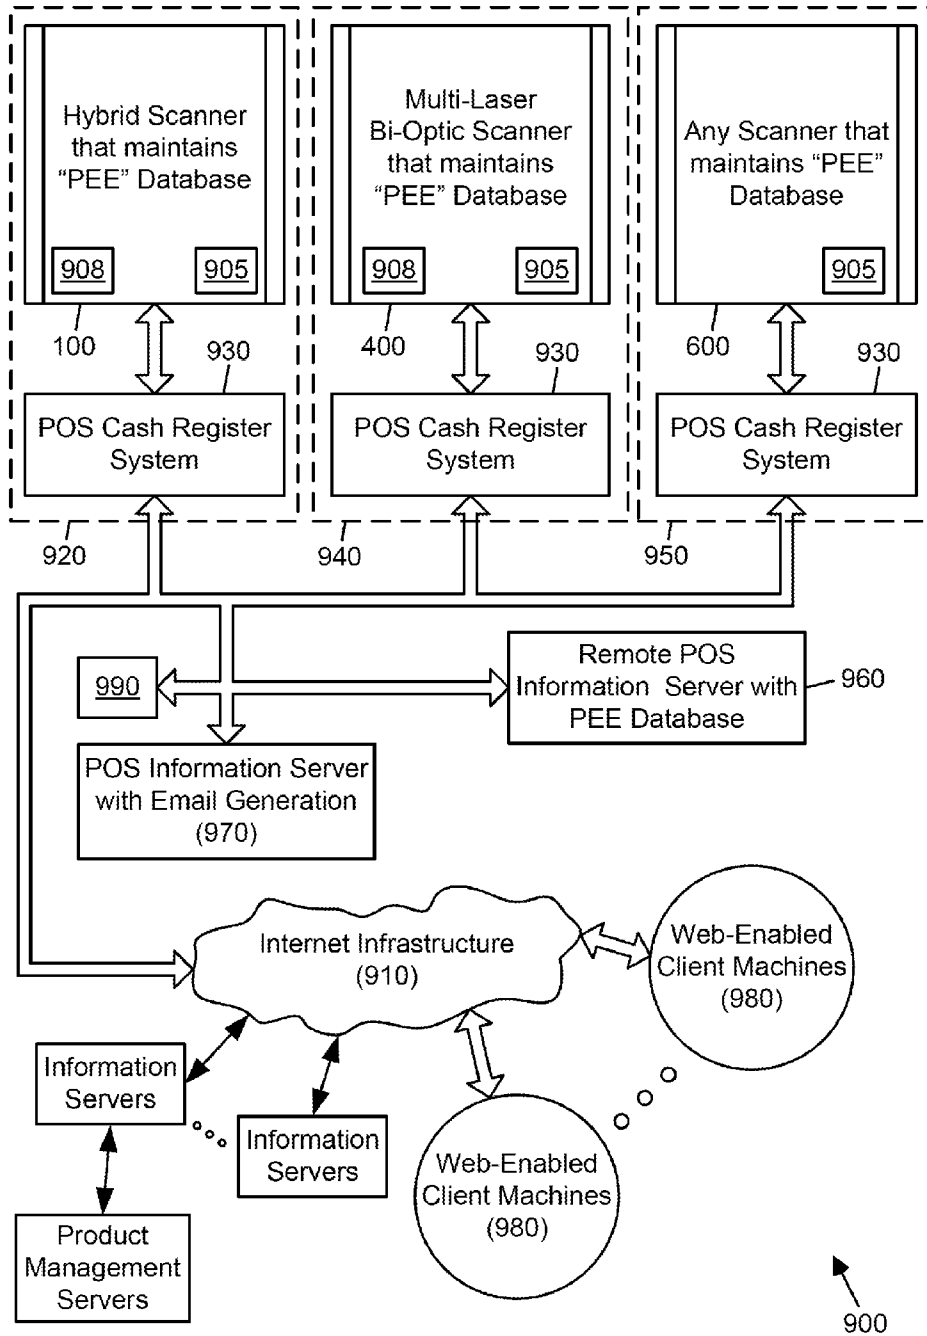 Hybrid Scanner
that maintains
“PEE” Database
908
905
100
930
POS Cash Register
System
920
Multi-Laser
Bi-Optic Scanner
that maintains
“PEE” Database
908
905
400
930
POS Cash Register
System
940
Any Scanner that
maintains “PEE”
Database
905
600
930
POS Cash Register
System
950
990
Remote POS
Information Server with
PEE Database
960
POS Information Server
with Email Generation
(970)
Internet Infrastructure
(910)
Web-Enabled
Client Machines
(980)
Information
Servers
Information
Servers
Web-Enabled
Client Machines
(980)
Product
Management
Servers
900